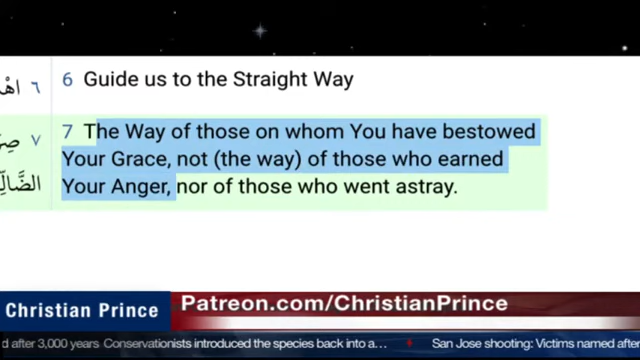 6 Guide us to the Straight Way
٦ اهْ
7 The Way of those on whom You have bestowed
Your Grace, not (the way) of those who earned
Your Anger, nor of those who went astray.
٧ صِرَ
الضَّالِّ
Christian Prince
Patreon.com/ChristianPrince
d after 3,000 years Conservationists introduced the species back into a… San Jose shooting: Victims named after